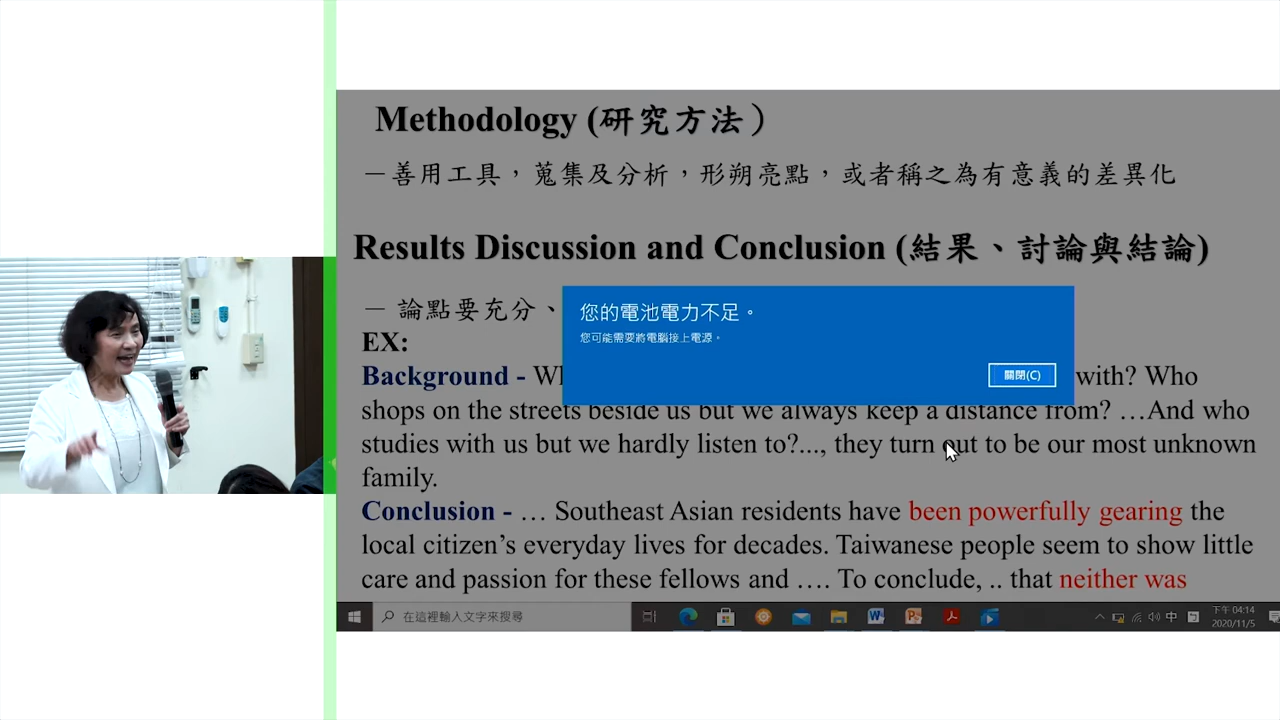 Methodology (研究方法）
－善用工具，蒐集及分析，形朔亮點，或者稱之為有意義的差異化
Results Discussion and Conclusion (結果、討論與結論)
－ 論點要充分、
您的電池電力不足。
您可能需要將電腦接上電源。
關閉(C)
EX:
Background - with? Who
shops on the streets beside us but we always keep a distance from? …And who
studies with us but we hardly listen to?..., they turn out to be our most unknown
family.
Conclusion - … Southeast Asian residents have been powerfully gearing the
local citizen’s everyday lives for decades. Taiwanese people seem to show little
care and passion for these fellows and …. To conclude, .. that neither was
在這裡輸入文字來搜尋
中
下午 04:14
2020/11/5